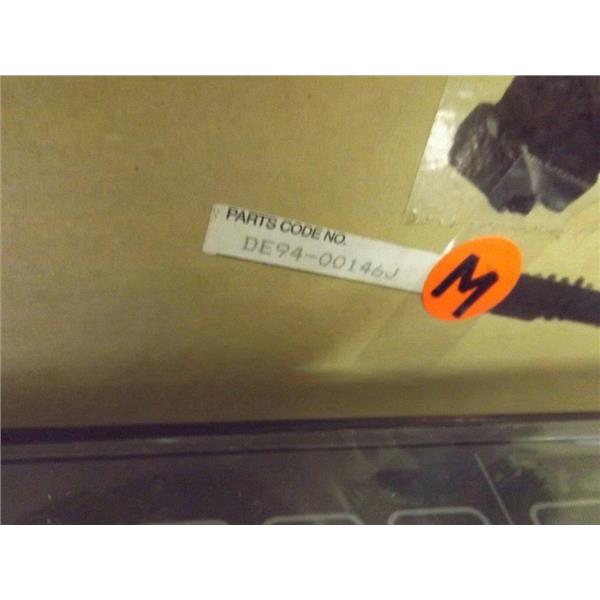 PARTS CODE NO.
DE94-00146J
M